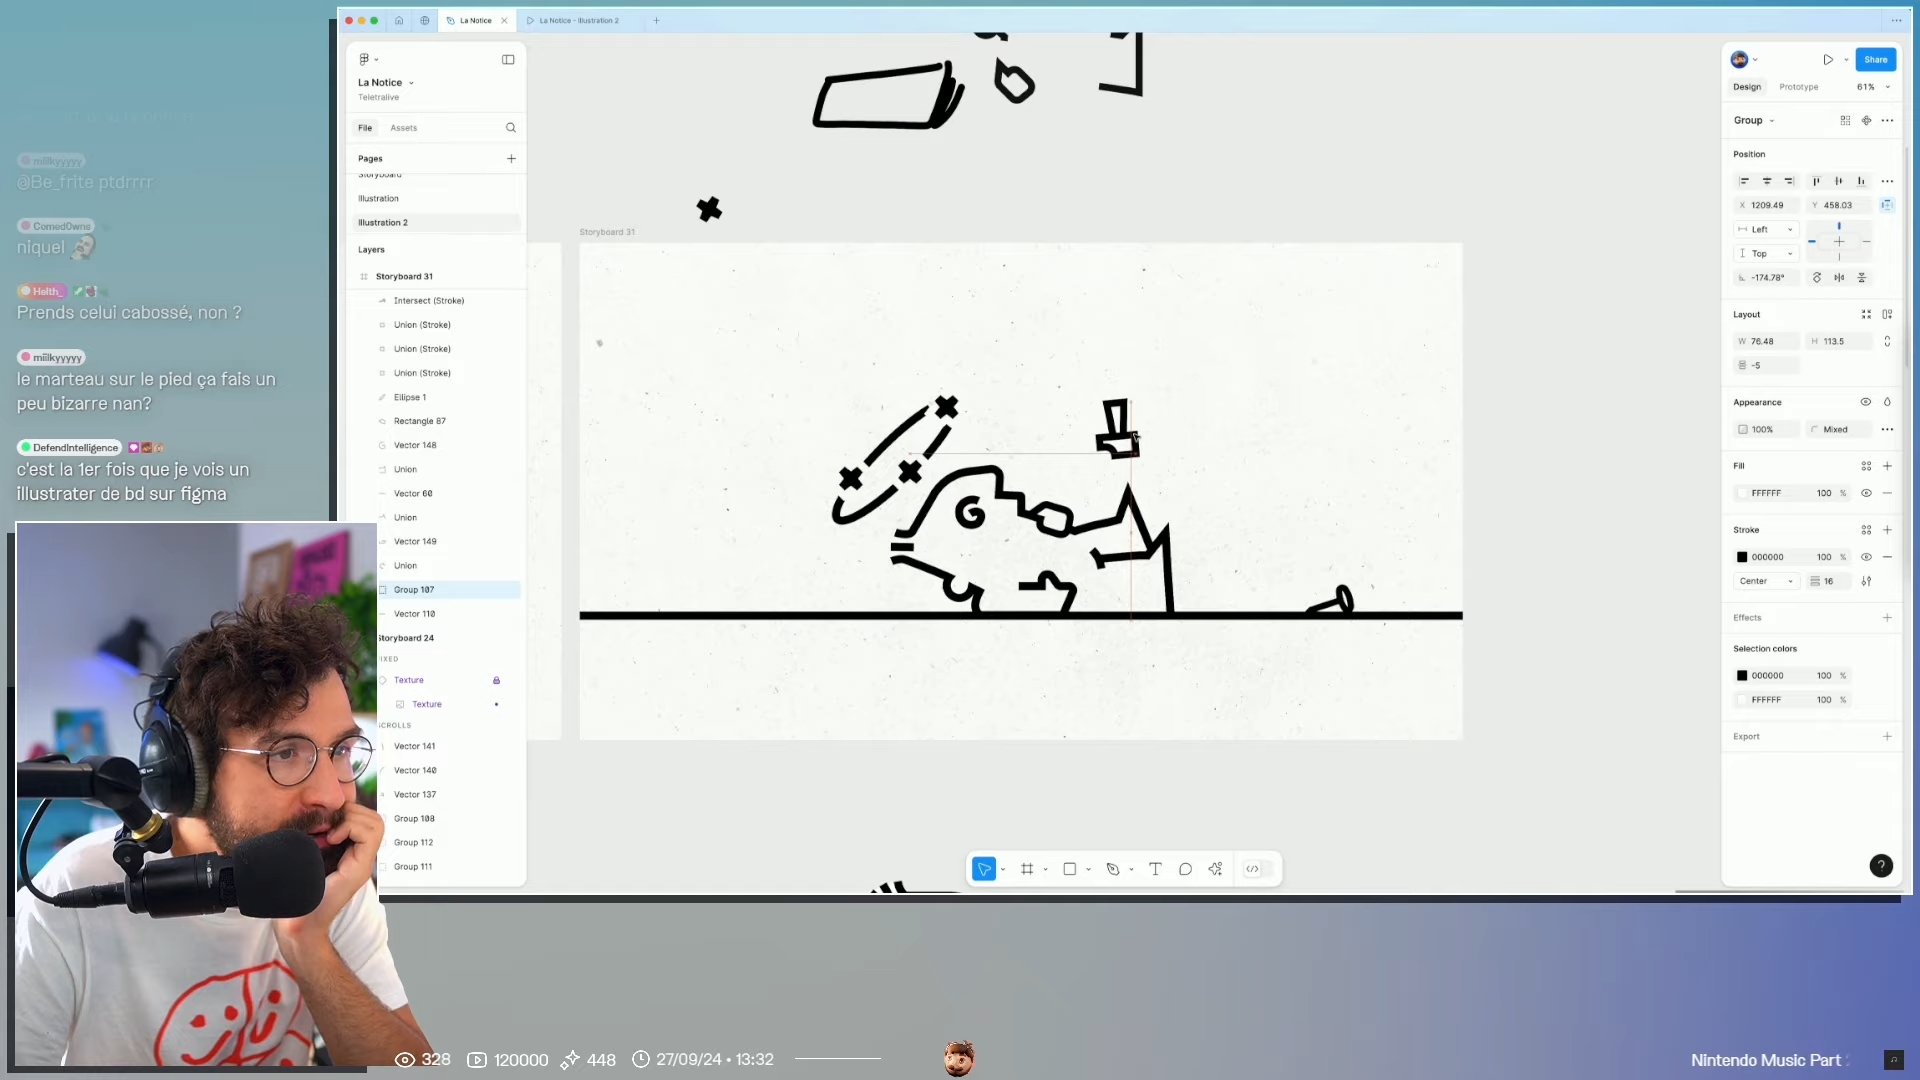 La Notice
La Notice - Illustration 2
miilkyyyyy
@Be_frite ptdrrrr
ComedOwns
niquel
Helth_
Prends celui cabossé, non ?
miilkyyyyy
le marteau sur le pied ça fais un
peu bizarre nan?
DefendIntelligence
c'est la 1er fois que je vois un
illustrater de bd sur figma
La Notice
Teletralive
File
Assets
Pages
Storyboard
Illustration
Illustration 2
Layers
Storyboard 31
Intersect (Stroke)
Union (Stroke)
Union (Stroke)
Union (Stroke)
Ellipse 1
Rectangle 87
Vector 148
Union
Vector 60
Union
Vector 149
Union
Group 107
Vector 110
Storyboard 24
FIXED
Texture
Texture
SCROLLS
Vector 141
Vector 140
Vector 137
Group 108
Group 112
Group 111
Storyboard 31
Share
Design
Prototype
61%
Group
Position
X 1209.49
Y 458.03
Left
Top
-174.78°
Layout
W 76.48
H 113.5
-5
Appearance
100%
Mixed
Fill
FFFFFF 100 %
Stroke
000000 100 %
Center
16
Effects
Selection colors
000000 100 %
FFFFFF 100 %
Export
?
328
120000
448
27/09/24 • 13:32
Nintendo Music Part